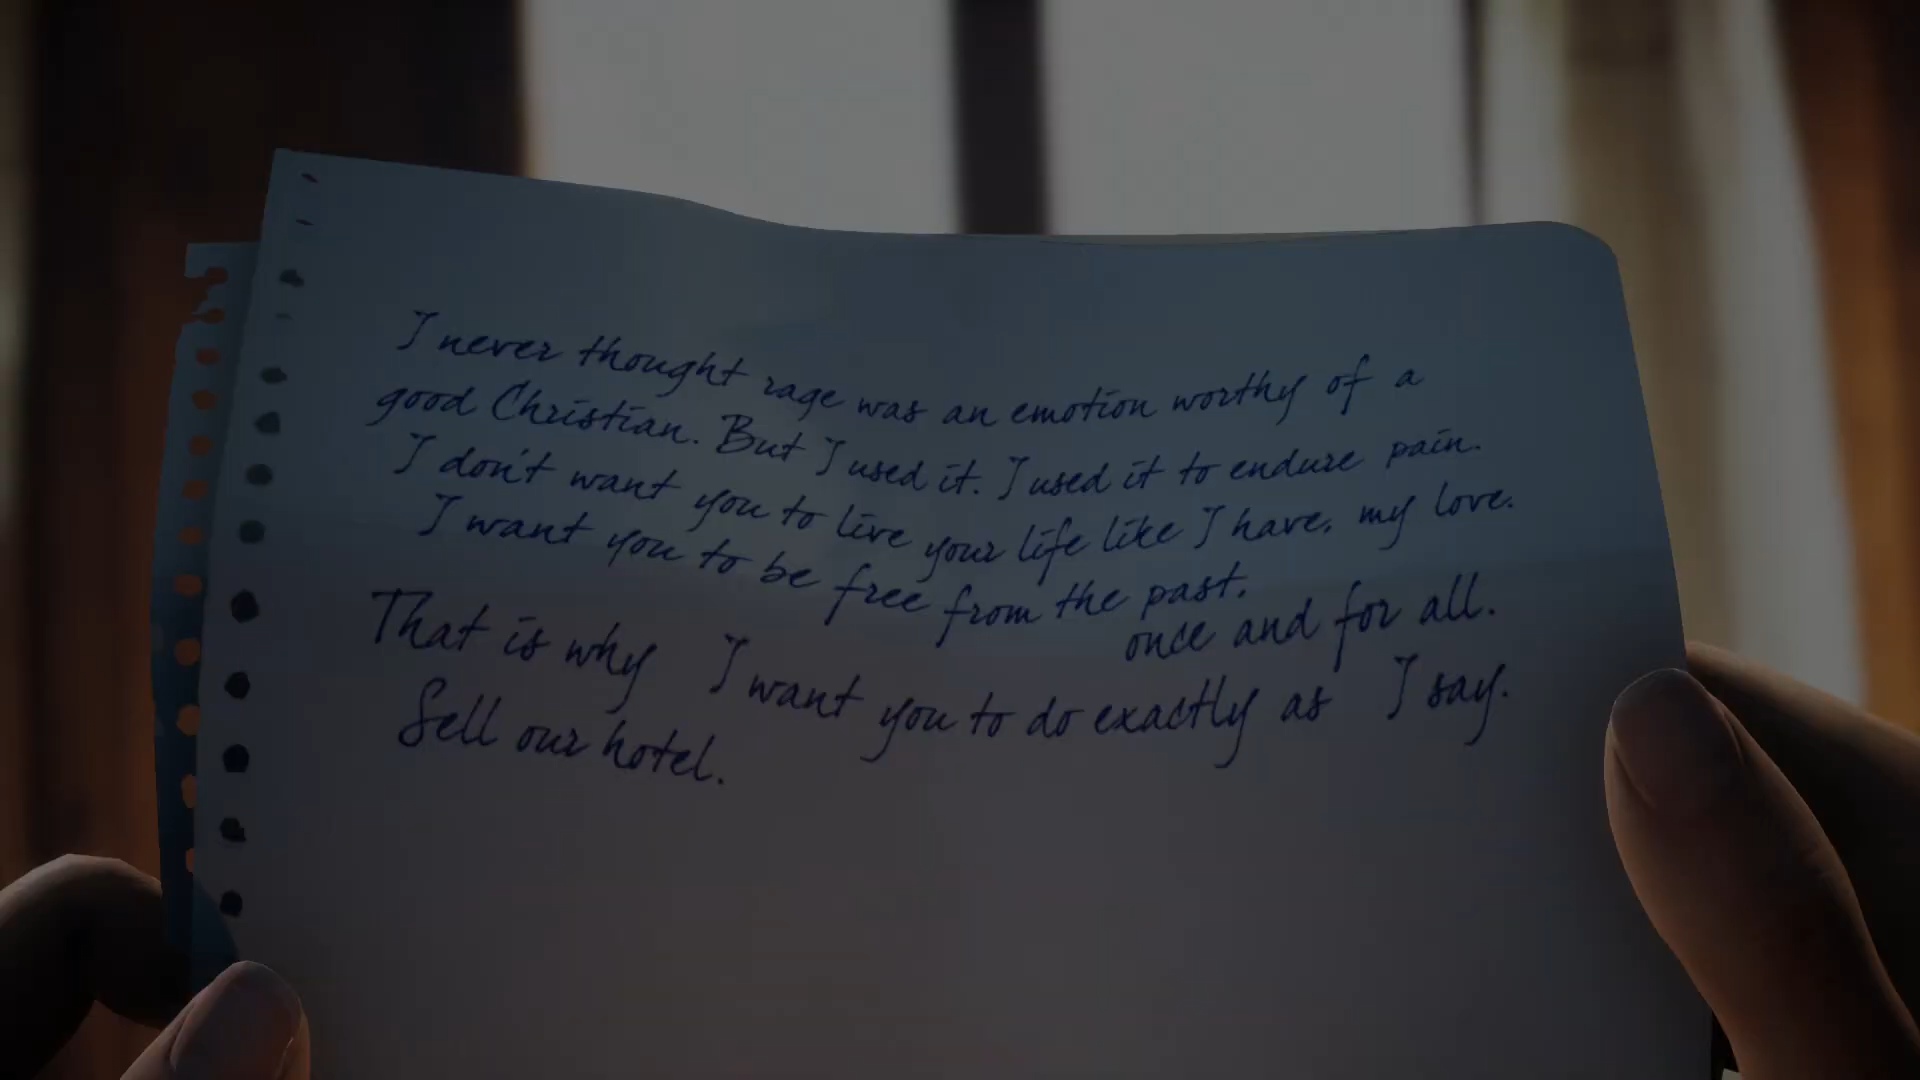 I never thought rage was an emotion worthy of a
good Christian. But I used it. I used it to endure pain.
I don't want you to live your life like I have, my love.
I want you to be free from the past.
once and for all.
That is why I want you to do exactly as I say.
Sell our hotel.